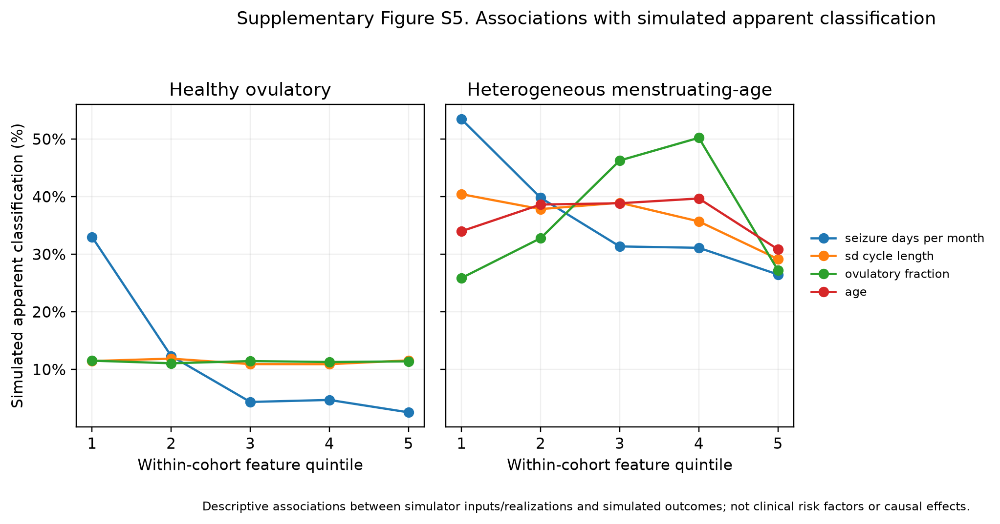 Supplementary Figure S5. Associations with simulated apparent classification
Healthy ovulatory
Heterogeneous menstruating-age
Simulated apparent classification (%)
50%
40%
30%
20%
10%
1 2 3 4 5
1 2 3 4 5
Within-cohort feature quintile
Within-cohort feature quintile
seizure days per month
sd cycle length
ovulatory fraction
age
Descriptive associations between simulator inputs/realizations and simulated outcomes; not clinical risk factors or causal effects.